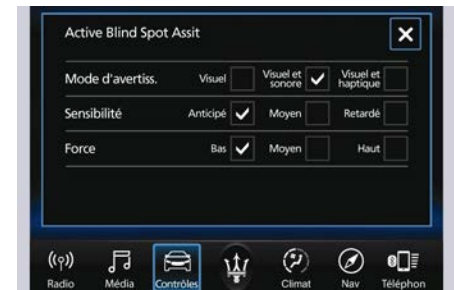 Active Blind Spot Assit
Mode d'avertiss. Visuel Visuel et sonore Visuel et haptique
Sensibilité Anticipé Moyen Retardé
Force Bas Moyen Haut
Radio Média Contrôles Climat Nav Téléphon